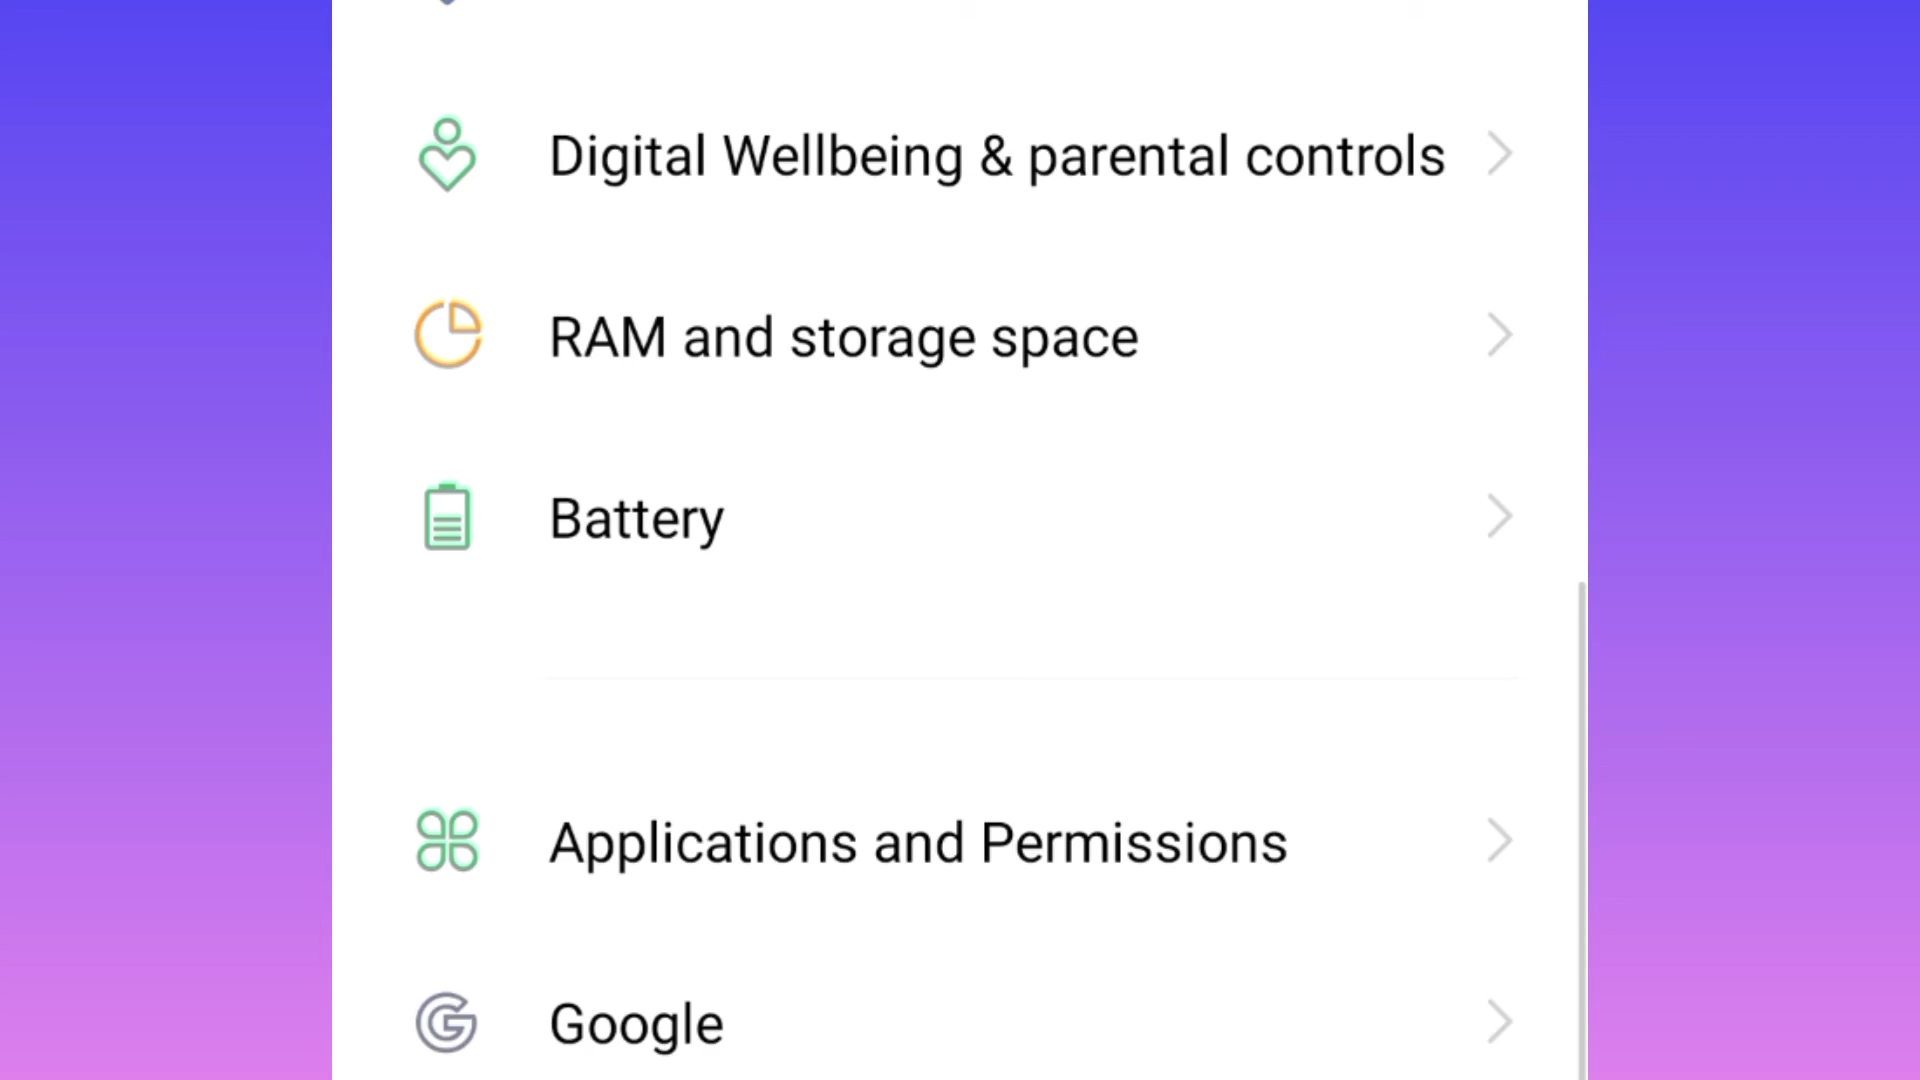 Digital Wellbeing & parental controls
RAM and storage space
Battery
Applications and Permissions
Google